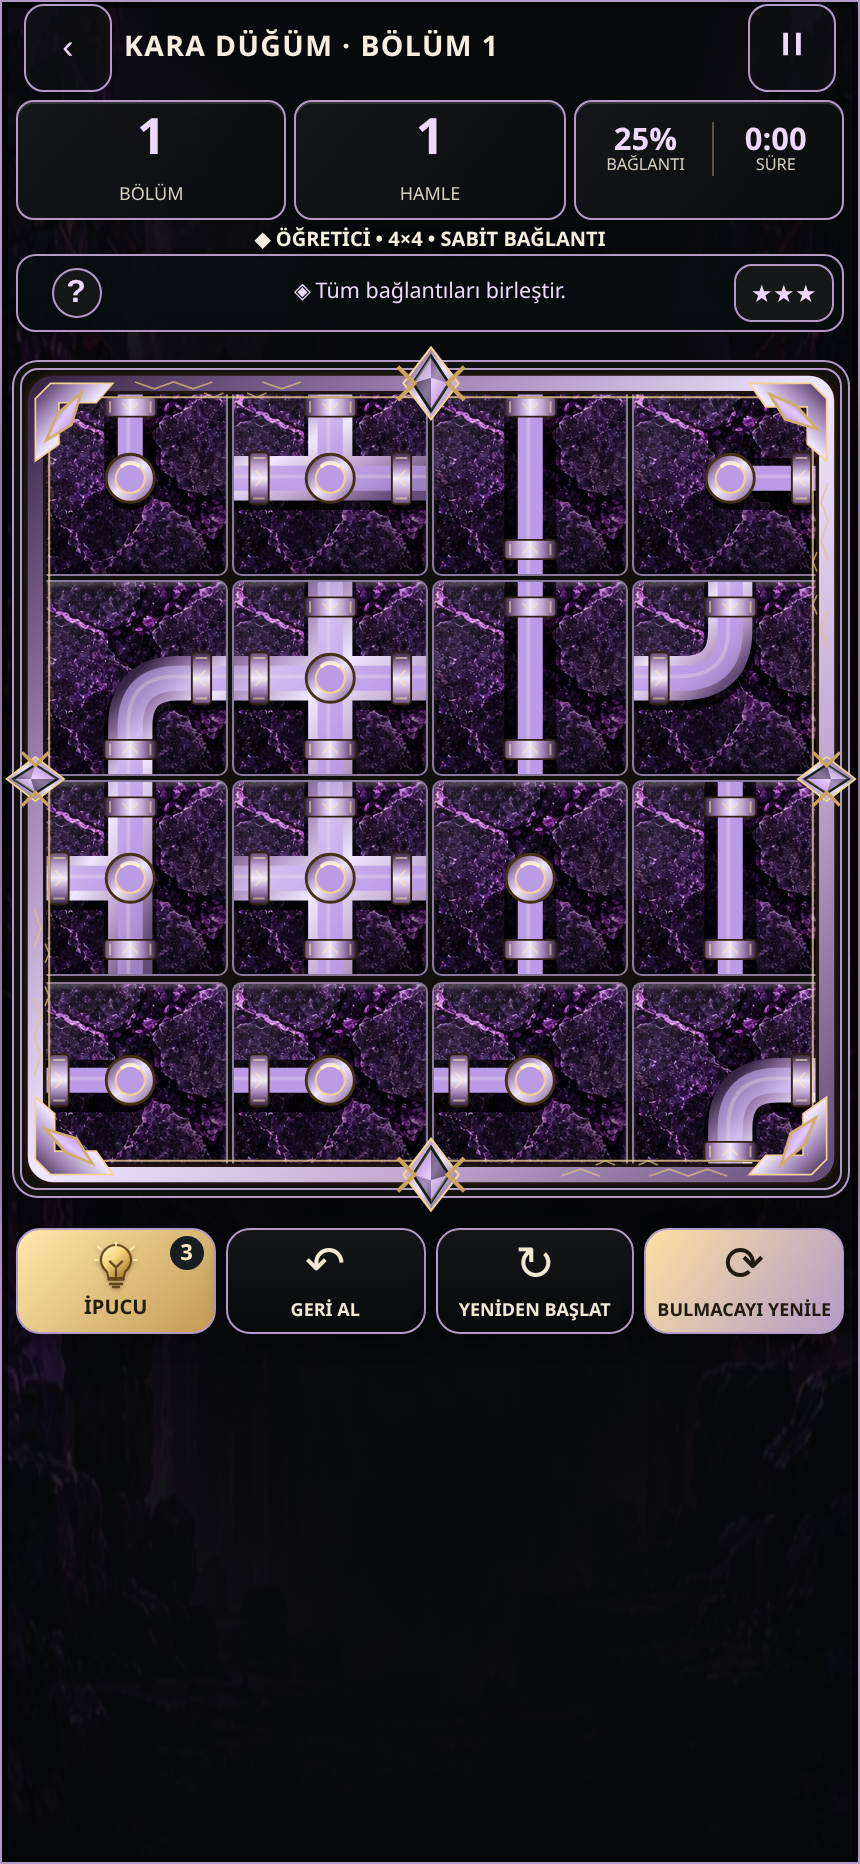 KARA DÜĞÜM · BÖLÜM 1
1
BÖLÜM
1
HAMLE
25%
BAĞLANTI
0:00
SÜRE
◆ ÖĞRETİCİ • 4×4 • SABİT BAĞLANTI
?
◈ Tüm bağlantıları birleştir.
★★★
3
İPUCU
GERİ AL
YENİDEN BAŞLAT
BULMACAYI YENİLE